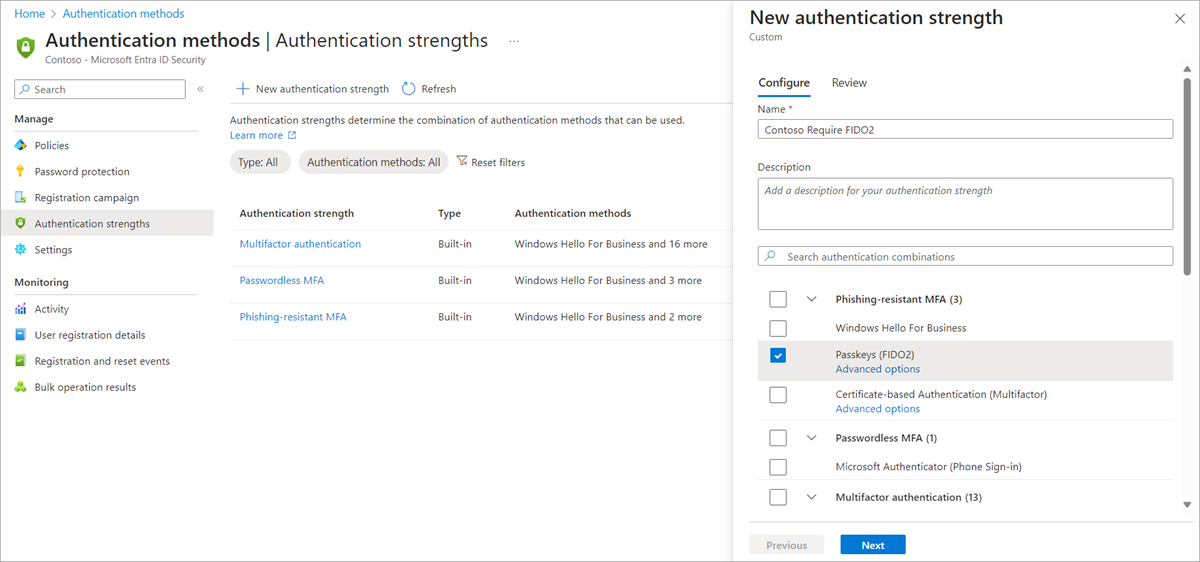 Home > Authentication methods
Authentication methods | Authentication strengths ...
Contoso - Microsoft Entra ID Security
Search «
Manage
Policies
Password protection
Registration campaign
Authentication strengths
Settings
Monitoring
Activity
User registration details
Registration and reset events
Bulk operation results
+ New authentication strength Refresh
Authentication strengths determine the combination of authentication methods that can be used.
Learn more
Type: All Authentication methods: All Reset filters
Authentication strength Type Authentication methods
Multifactor authentication Built-in Windows Hello For Business and 16 more
Passwordless MFA Built-in Windows Hello For Business and 3 more
Phishing-resistant MFA Built-in Windows Hello For Business and 2 more
New authentication strength
Custom
Configure Review
Name *
Contoso Require FIDO2
Description
Add a description for your authentication strength
Search authentication combinations
Phishing-resistant MFA (3)
Windows Hello For Business
Passkeys (FIDO2)
Advanced options
Certificate-based Authentication (Multifactor)
Advanced options
Passwordless MFA (1)
Microsoft Authenticator (Phone Sign-in)
Multifactor authentication (13)
Previous Next